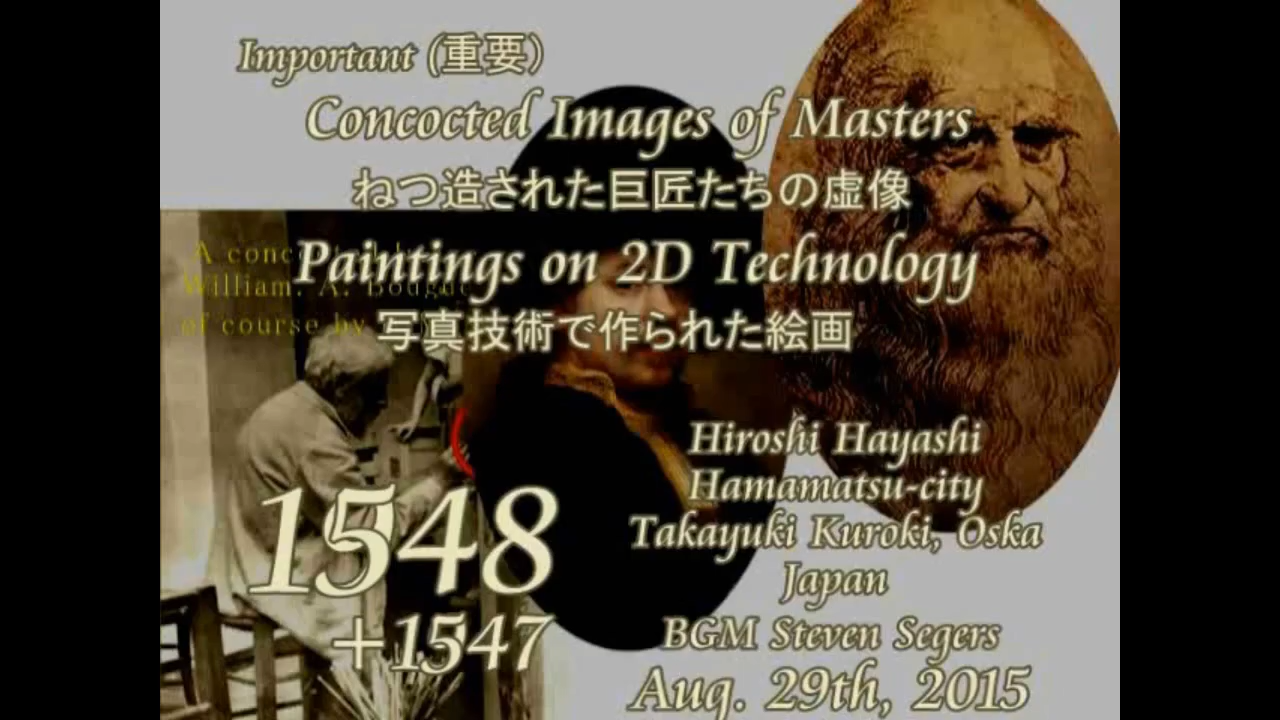 Important (重要)
Concocted Images of Masters
ねつ造された巨匠たちの虚像
Paintings on 2D Technology
写真技術で作られた絵画
A
William. A.
of course by
Hiroshi Hayashi
Hamamatsu-city
Takayuki Kuroki, Oska
Japan
BGM Steven Segers
Aug. 29th, 2015
1548
+1547